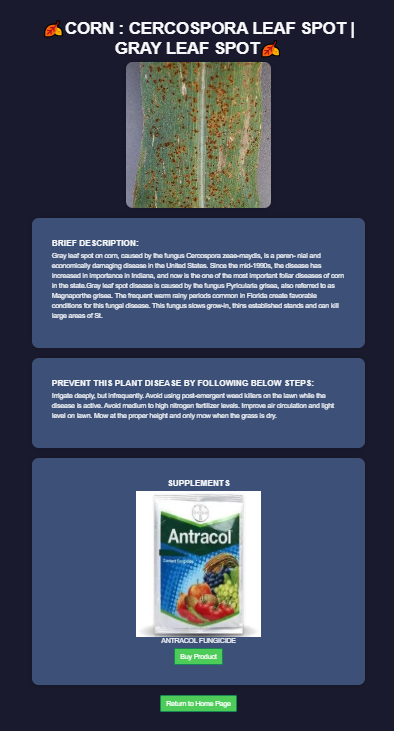 CORN : CERCOSPORA LEAF SPOT |
GRAY LEAF SPOT
BRIEF DESCRIPTION:
Gray leaf spot on corn, caused by the fungus Cercospora zeae-maydis, is a peren- nial and
economically damaging disease in the United States. Since the mid-1990s, the disease has
increased in importance in Indiana, and now is the one of the most important foliar diseases of corn
in the state.Gray leaf spot disease is caused by the fungus Pyricularia grisea, also referred to as
Magnaporthe grisea. The frequent warm rainy periods common in Florida create favorable
conditions for this fungal disease. This fungus slows grow-in, thins established stands and can kill
large areas of St.
PREVENT THIS PLANT DISEASE BY FOLLOWING BELOW STEPS:
Irrigate deeply, but infrequently. Avoid using post-emergent weed killers on the lawn while the
disease is active. Avoid medium to high nitrogen fertilizer levels. Improve air circulation and light
level on lawn. Mow at the proper height and only mow when the grass is dry.
SUPPLEMENTS
Antracol
ANTRACOL FUNGICIDE
Buy Product
Return to Home Page